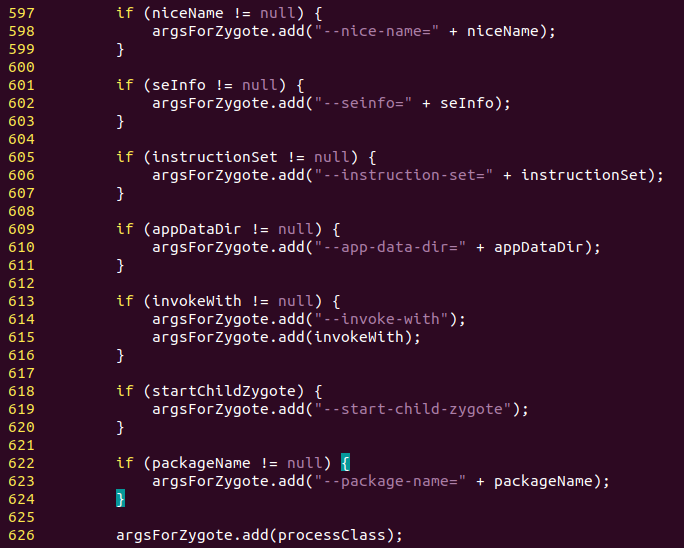 597         if (niceName != null) {
598             argsForZygote.add("--nice-name=" + niceName);
599         }
600
601         if (seInfo != null) {
602             argsForZygote.add("--seinfo=" + seInfo);
603         }
604
605         if (instructionSet != null) {
606             argsForZygote.add("--instruction-set=" + instructionSet);
607         }
608
609         if (appDataDir != null) {
610             argsForZygote.add("--app-data-dir=" + appDataDir);
611         }
612
613         if (invokeWith != null) {
614             argsForZygote.add("--invoke-with");
615             argsForZygote.add(invokeWith);
616         }
617
618         if (startChildZygote) {
619             argsForZygote.add("--start-child-zygote");
620         }
621
622         if (packageName != null) {
623             argsForZygote.add("--package-name=" + packageName);
624         }
625
626         argsForZygote.add(processClass);